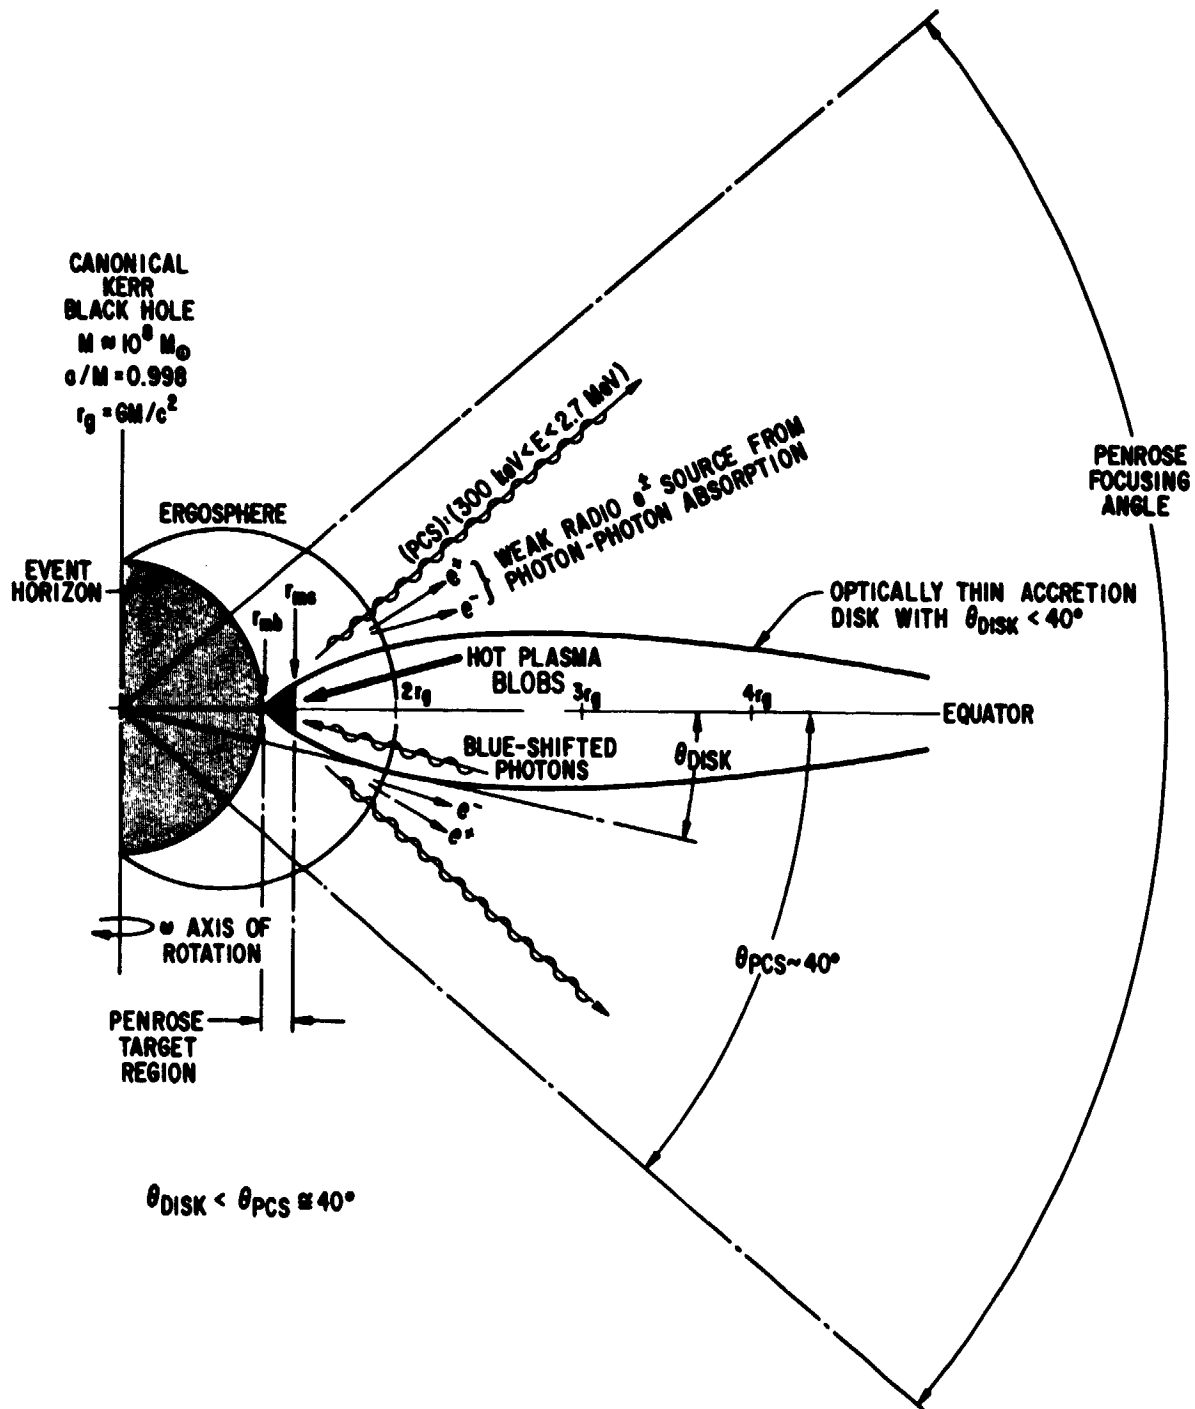 CANONICAL
KERR
BLACK HOLE
M ≈ 10⁸ M⊙
a/M = 0.998
r_g = GM/c²
ERGOSPHERE
EVENT
HORIZON
r_mb
r_ms
(PCS)·(300 keV < E < 2.7 MeV)
e⁺
e⁻
} WEAK RADIO e± SOURCE FROM
PHOTON-PHOTON ABSORPTION
PENROSE
FOCUSING
ANGLE
OPTICALLY THIN ACCRETION
DISK WITH θ_DISK < 40°
HOT PLASMA
BLOBS
2r_g
3r_g
4r_g
EQUATOR
BLUE-SHIFTED
PHOTONS
θ_DISK
e⁻
e⁺
ω AXIS OF
ROTATION
θ_PCS ~ 40°
PENROSE
TARGET
REGION
θ_DISK < θ_PCS ≅ 40°